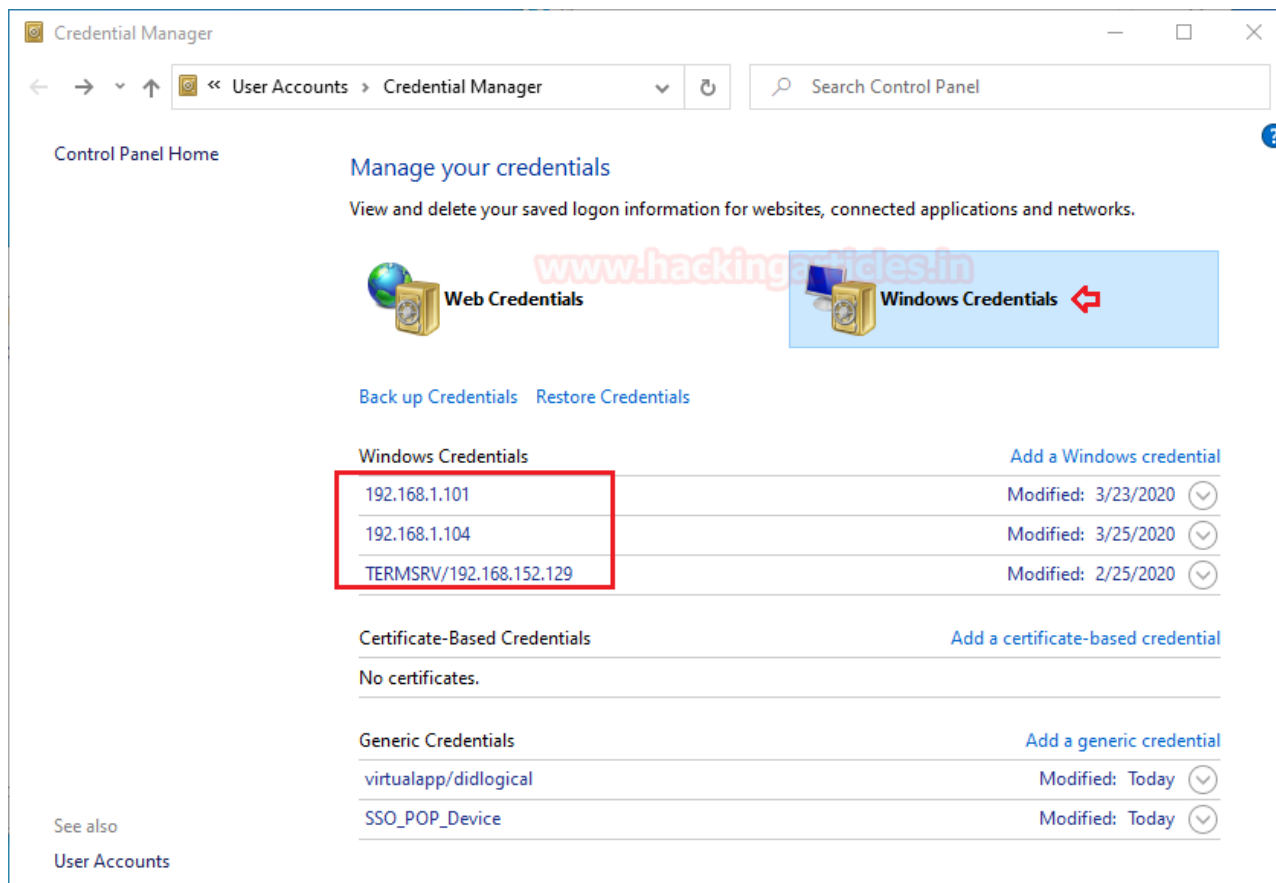 Credential Manager
« User Accounts > Credential Manager
Search Control Panel
?
Control Panel Home
Manage your credentials
View and delete your saved logon information for websites, connected applications and networks.
www.hackingarticles.in
Web Credentials
Windows Credentials
Back up Credentials Restore Credentials
Windows Credentials Add a Windows credential
192.168.1.101 Modified: 3/23/2020
192.168.1.104 Modified: 3/25/2020
TERMSRV/192.168.152.129 Modified: 2/25/2020
Certificate-Based Credentials Add a certificate-based credential
No certificates.
Generic Credentials Add a generic credential
virtualapp/didlogical Modified: Today
SSO_POP_Device Modified: Today
See also
User Accounts